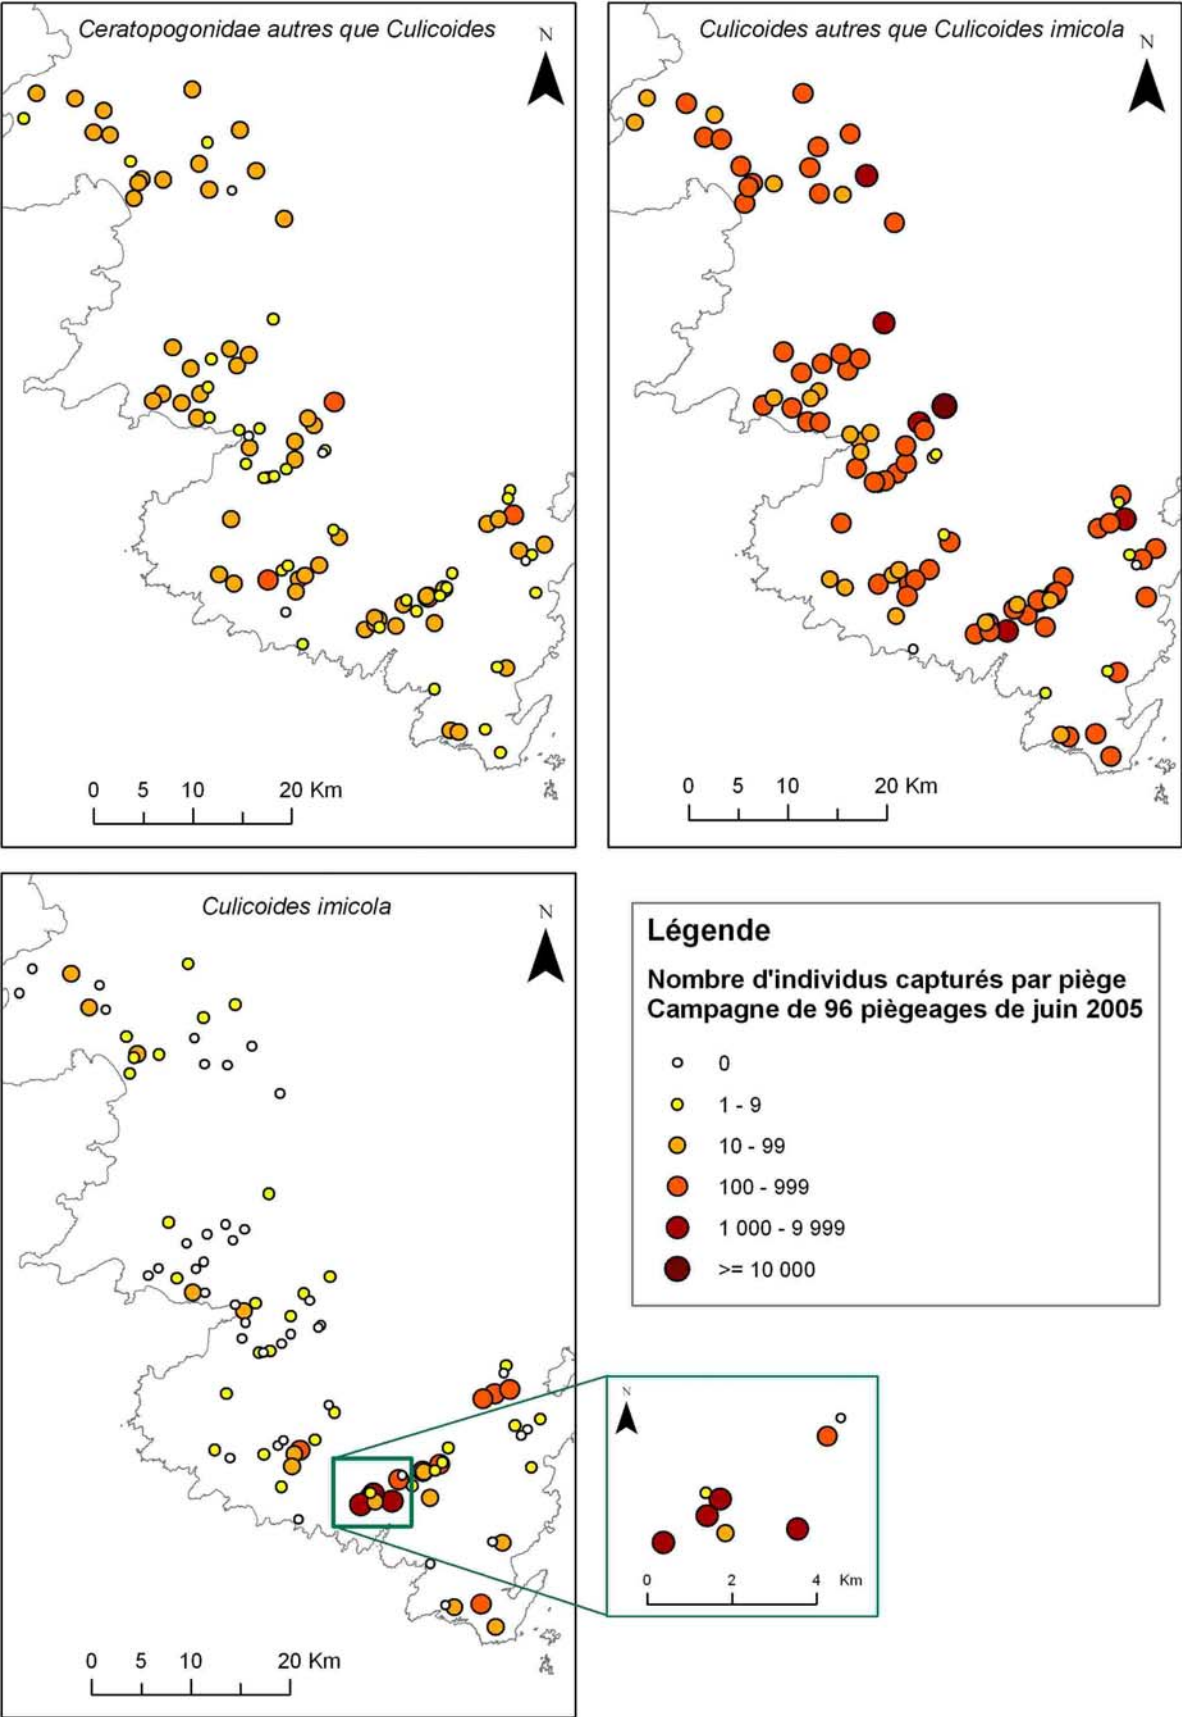 Ceratopogonidae autres que Culicoides
N
0 5 10 20 Km
Culicoides autres que Culicoides imicola
N
0 5 10 20 Km
Culicoides imicola
N
0 5 10 20 Km
Légende
Nombre d'individus capturés par piège
Campagne de 96 piègeages de juin 2005
0
1 - 9
10 - 99
100 - 999
1 000 - 9 999
>= 10 000
N
0 2 4 Km